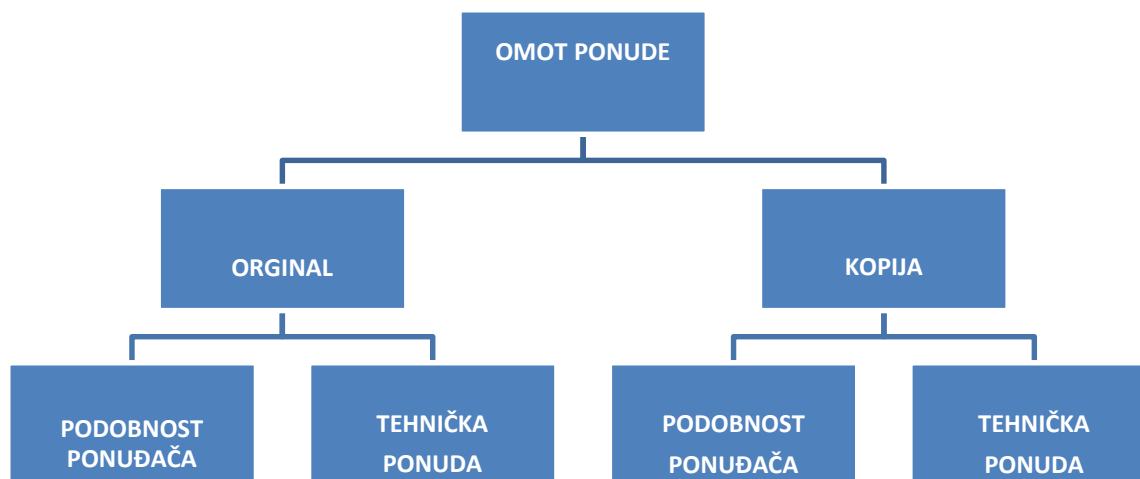 OMOT PONUDE
ORGINAL
KOPIJA
PODOBNOST
PONUĐAČA
TEHNIČKA
PONUDA
PODOBNOST
PONUĐAČA
TEHNIČKA
PONUDA